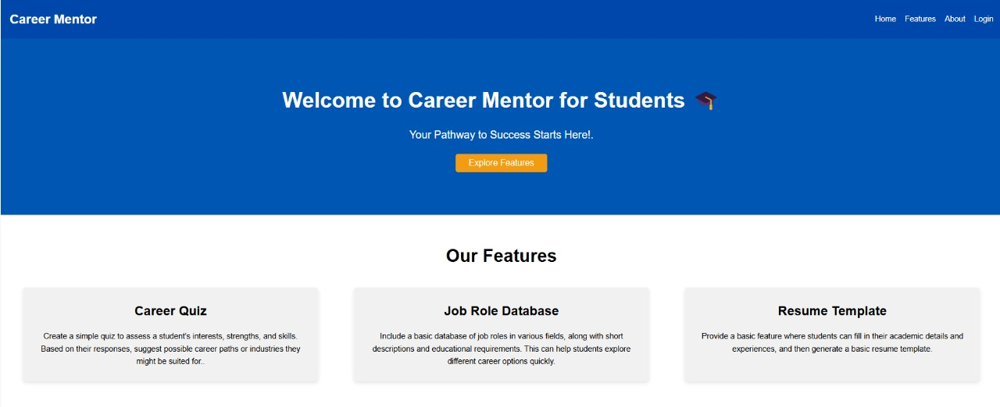 Career Mentor
Home Features About Login
Welcome to Career Mentor for Students 🎓
Your Pathway to Success Starts Here!.
Explore Features
Our Features
Career Quiz
Create a simple quiz to assess a student's interests, strengths, and skills.
Based on their responses, suggest possible career paths or industries they
might be suited for..
Job Role Database
Include a basic database of job roles in various fields, along with short
descriptions and educational requirements. This can help students explore
different career options quickly.
Resume Template
Provide a basic feature where students can fill in their academic details and
experiences, and then generate a basic resume template.